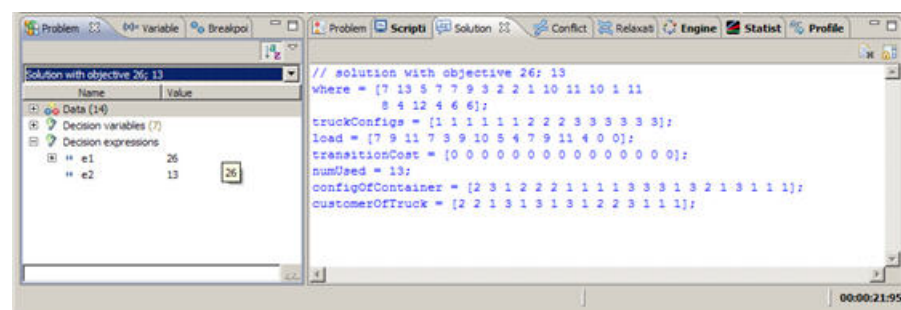 Problem (x)= Variable Breakpoi
Solution with objective 26; 13
Name Value
Data (14)
Decision variables (7)
Decision expressions
e1 26
e2 13
26
Problem Scripti Solution Conflict Relaxati Engine Statist Profile
// solution with objective 26; 13
where = [7 13 5 7 7 9 3 2 2 1 10 11 10 1 11
8 4 12 4 6 6];
truckConfigs = [1 1 1 1 1 1 2 2 2 3 3 3 3 3 3];
load = [7 9 11 7 3 9 10 5 4 7 9 11 4 0 0];
transitionCost = [0 0 0 0 0 0 0 0 0 0 0 0 0 0];
numUsed = 13;
configOfContainer = [2 3 1 2 2 2 1 1 1 1 3 3 3 1 3 2 1 3 1 1 1];
customerOfTruck = [2 2 1 3 1 3 1 3 1 2 2 3 1 1 1];
00:00:21:95